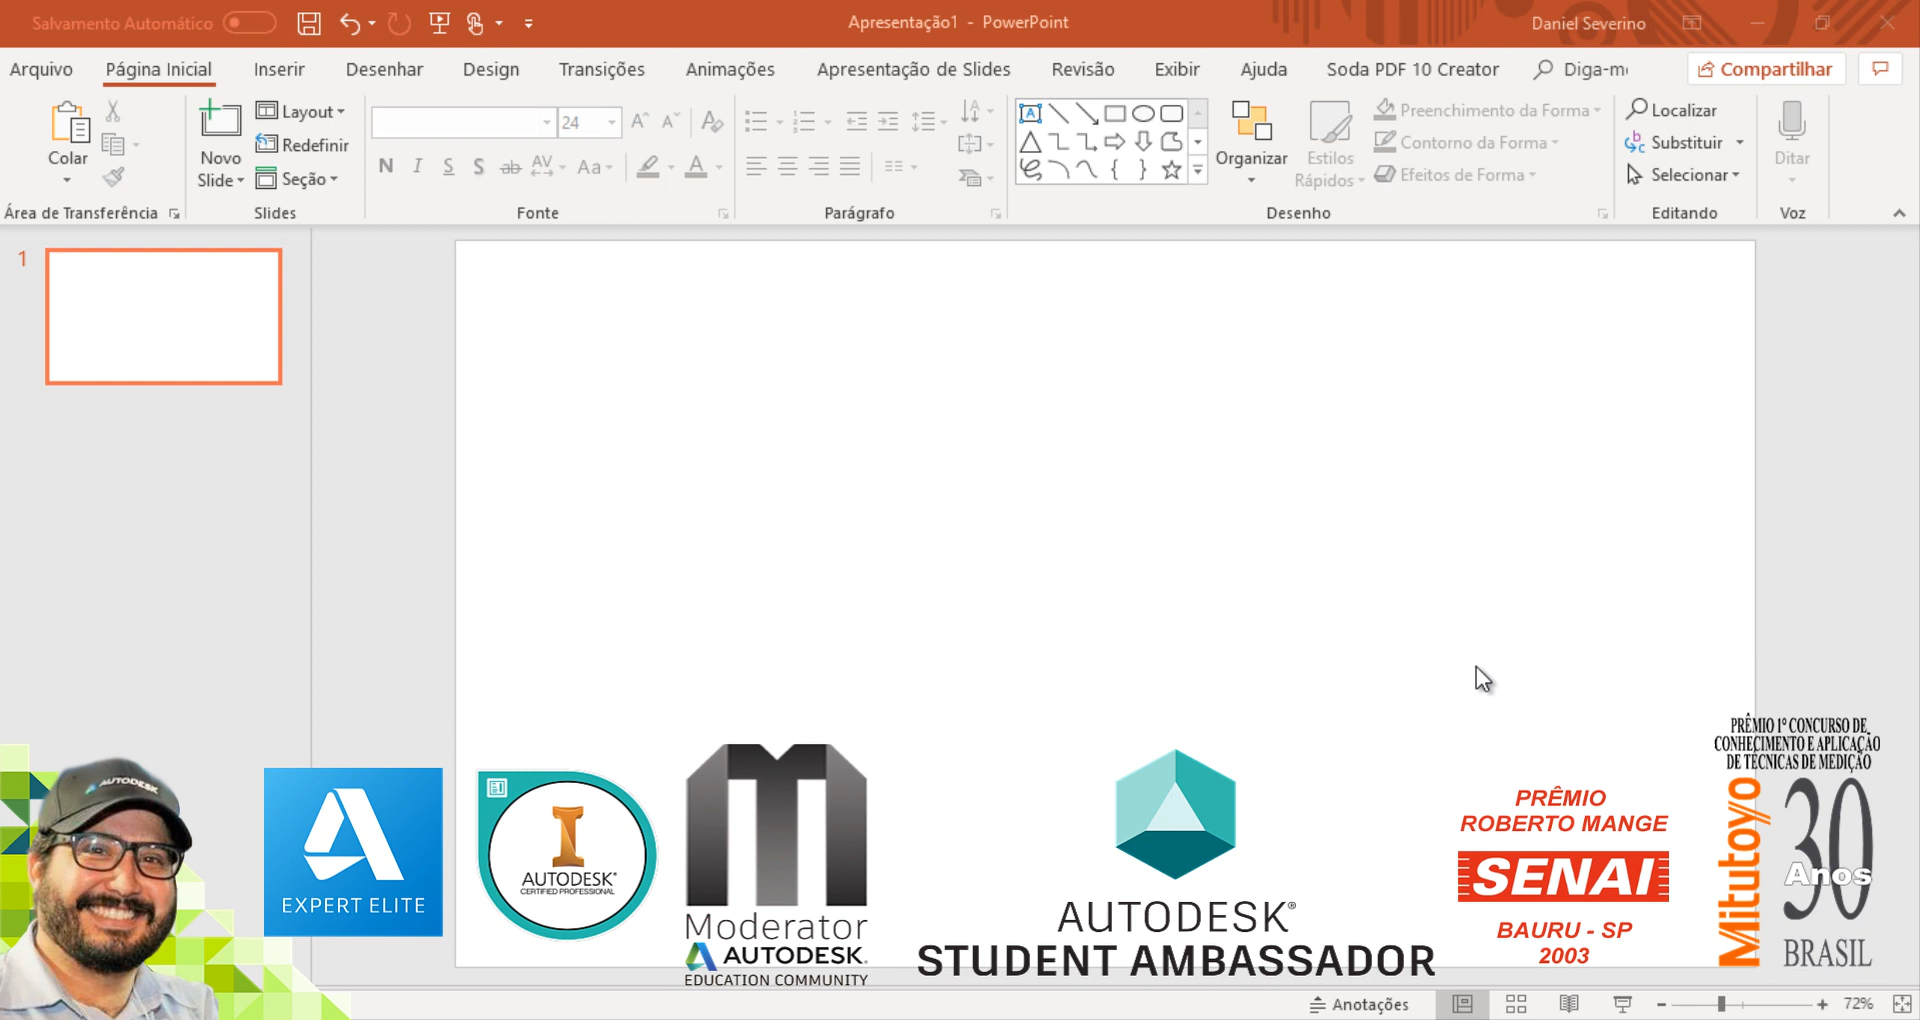 Salvamento Automático
Apresentação1 - PowerPoint
Daniel Severino
Arquivo Página Inicial Inserir Desenhar Design Transições Animações Apresentação de Slides Revisão Exibir Ajuda Soda PDF 10 Creator Diga-me Compartilhar
Colar
Novo
Slide
Layout
Redefinir
Seção
24
N I S S ab AV Aa A
Organizar
Estilos
Rápidos
Preenchimento da Forma
Contorno da Forma
Efeitos de Forma
Localizar
Substituir
Selecionar
Ditar
Área de Transferência Slides Fonte Parágrafo Desenho Editando Voz
1
AUTODESK
EXPERT ELITE
AUTODESK®
CERTIFIED PROFESSIONAL
Moderator
AUTODESK.
EDUCATION COMMUNITY
AUTODESK®
STUDENT AMBASSADOR
PRÊMIO
ROBERTO MANGE
SENAI
BAURU - SP
2003
PRÊMIO 1º CONCURSO DE
CONHECIMENTO E APLICAÇÃO
DE TÉCNICAS DE MEDIÇÃO
Mitutoyo
30
Anos
BRASIL
Anotações
72%